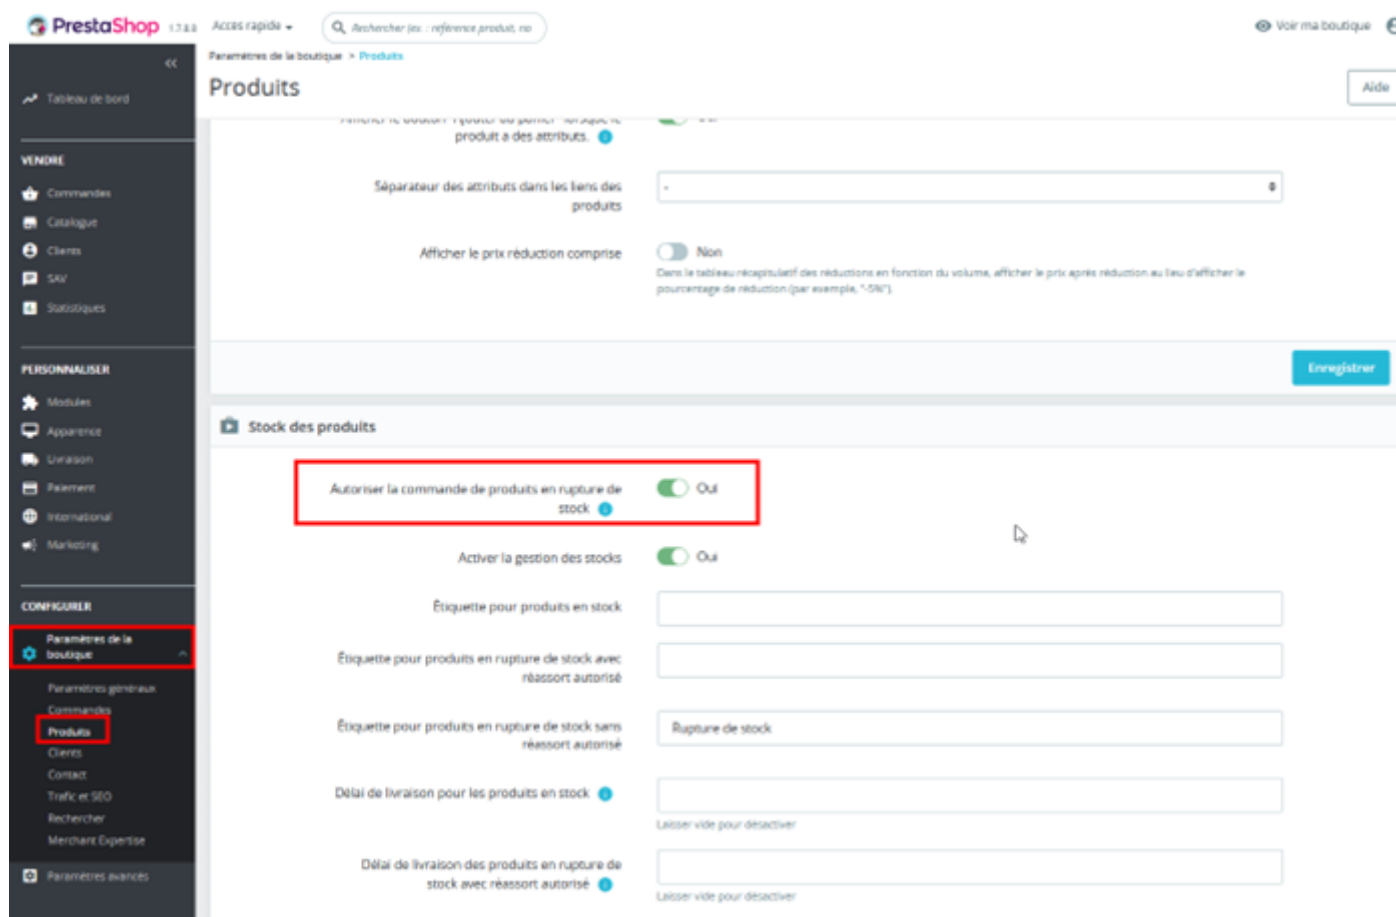 PrestaShop
Accès rapide
Rechercher (ex. : référence produit, no
Voir ma boutique
Paramètres de la boutique > Produits
Produits
Aide
Tableau de bord
VENDRE
Commandes
Catalogue
Clients
SAV
Statistiques
PERSONNALISER
Modules
Apparence
Livraison
Paiement
International
Marketing
CONFIGURER
Paramètres de la
boutique
Paramètres généraux
Commandes
Produits
Clients
Contact
Trafic et SEO
Rechercher
Merchant Expertise
Paramètres avancés
produit a des attributs.
Séparateur des attributs dans les liens des
produits
-
Afficher le prix réduction comprise
Non
Dans le tableau récapitulatif des réductions en fonction du volume, afficher le prix après réduction au lieu d'afficher le
pourcentage de réduction (par exemple, "-5%").
Enregistrer
Stock des produits
Autoriser la commande de produits en rupture de
stock
Oui
Activer la gestion des stocks
Oui
Étiquette pour produits en stock
Étiquette pour produits en rupture de stock avec
réassort autorisé
Étiquette pour produits en rupture de stock sans
réassort autorisé
Rupture de stock
Délai de livraison pour les produits en stock
Laisser vide pour désactiver
Délai de livraison des produits en rupture de
stock avec réassort autorisé
Laisser vide pour désactiver